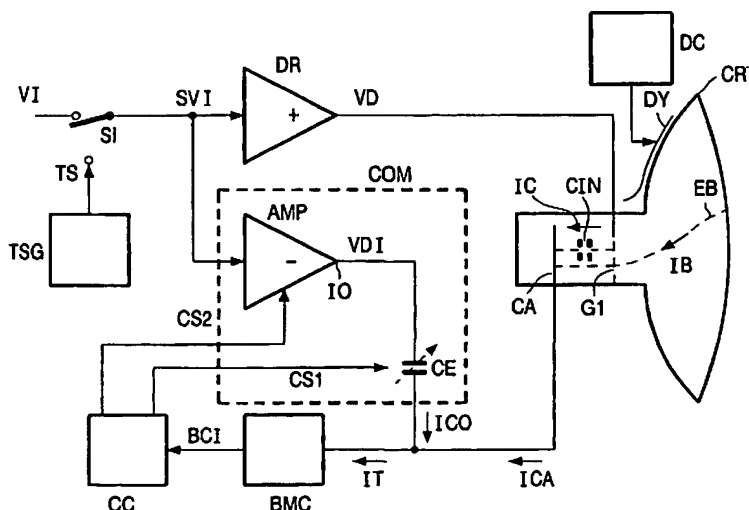 DC
DR
CRT
VI
SVI
VD
DY
SI
+
TS
COM
IC
CIN
EB
AMP
TSG
VDI
-
IO
CA
G1
IB
CS2
CE
CS1
ICO
BCI
IT
ICA
CC
BMC